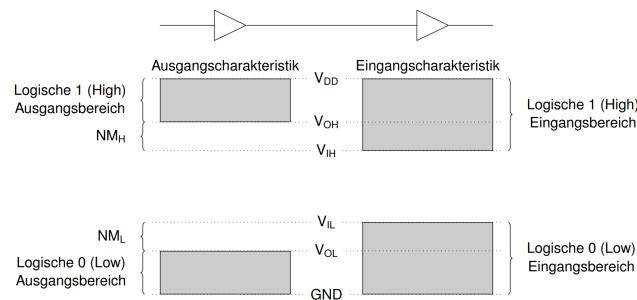 Ausgangscharakteristik
Eingangscharakteristik
V_DD
Logische 1 (High)
Ausgangsbereich
Logische 1 (High)
Eingangsbereich
V_OH
NM_H
V_IH
V_IL
NM_L
V_OL
Logische 0 (Low)
Ausgangsbereich
Logische 0 (Low)
Eingangsbereich
GND